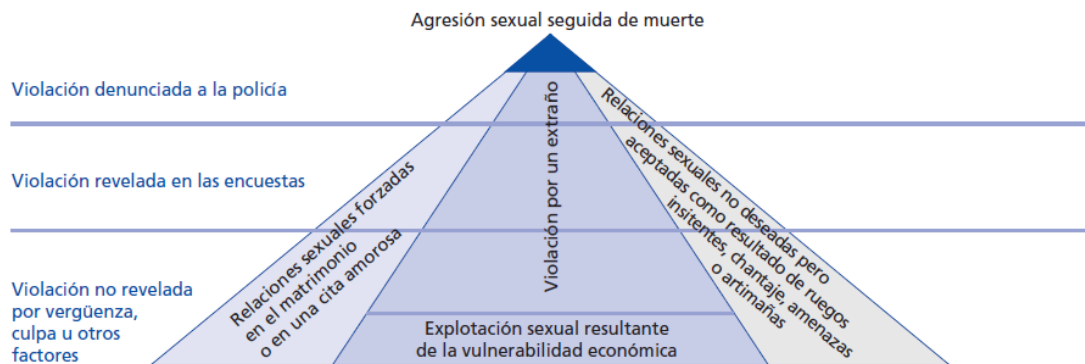 Agresión sexual seguida de muerte
Violación denunciada a la policía
Violación revelada en las encuestas
Violación no revelada
por vergüenza,
culpa u otros
factores
Relaciones sexuales forzadas
en el matrimonio
o en una cita amorosa
Violación por un extraño
Relaciones sexuales no deseadas pero
aceptadas como resultado de ruegos
insitentes, chantaje, amenazas
o artimañas
Explotación sexual resultante
de la vulnerabilidad económica